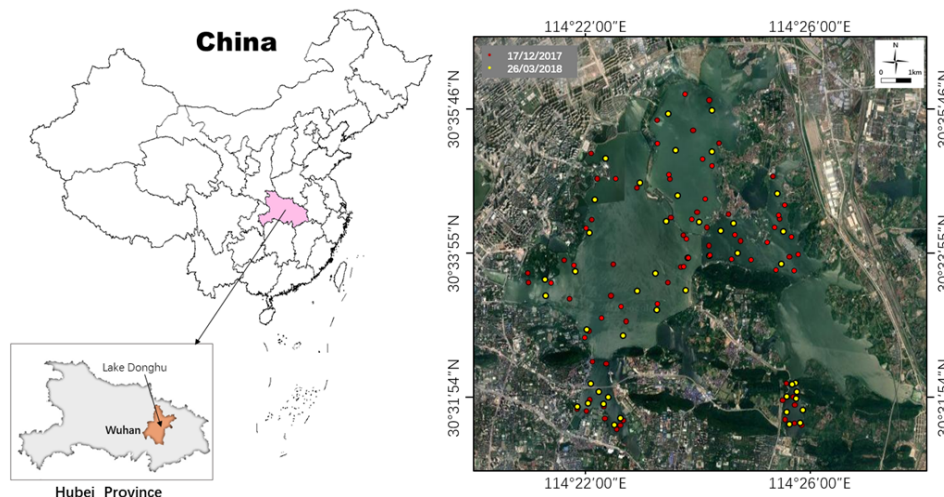 China
Lake Donghu
Wuhan
Hubei Province
114°22'00"E
114°26'00"E
17/12/2017
26/03/2018
N
0 1km
30°35'46"N
30°35'46"N
30°33'55"N
30°33'55"N
30°31'54"N
30°31'54"N
114°22'00"E
114°26'00"E